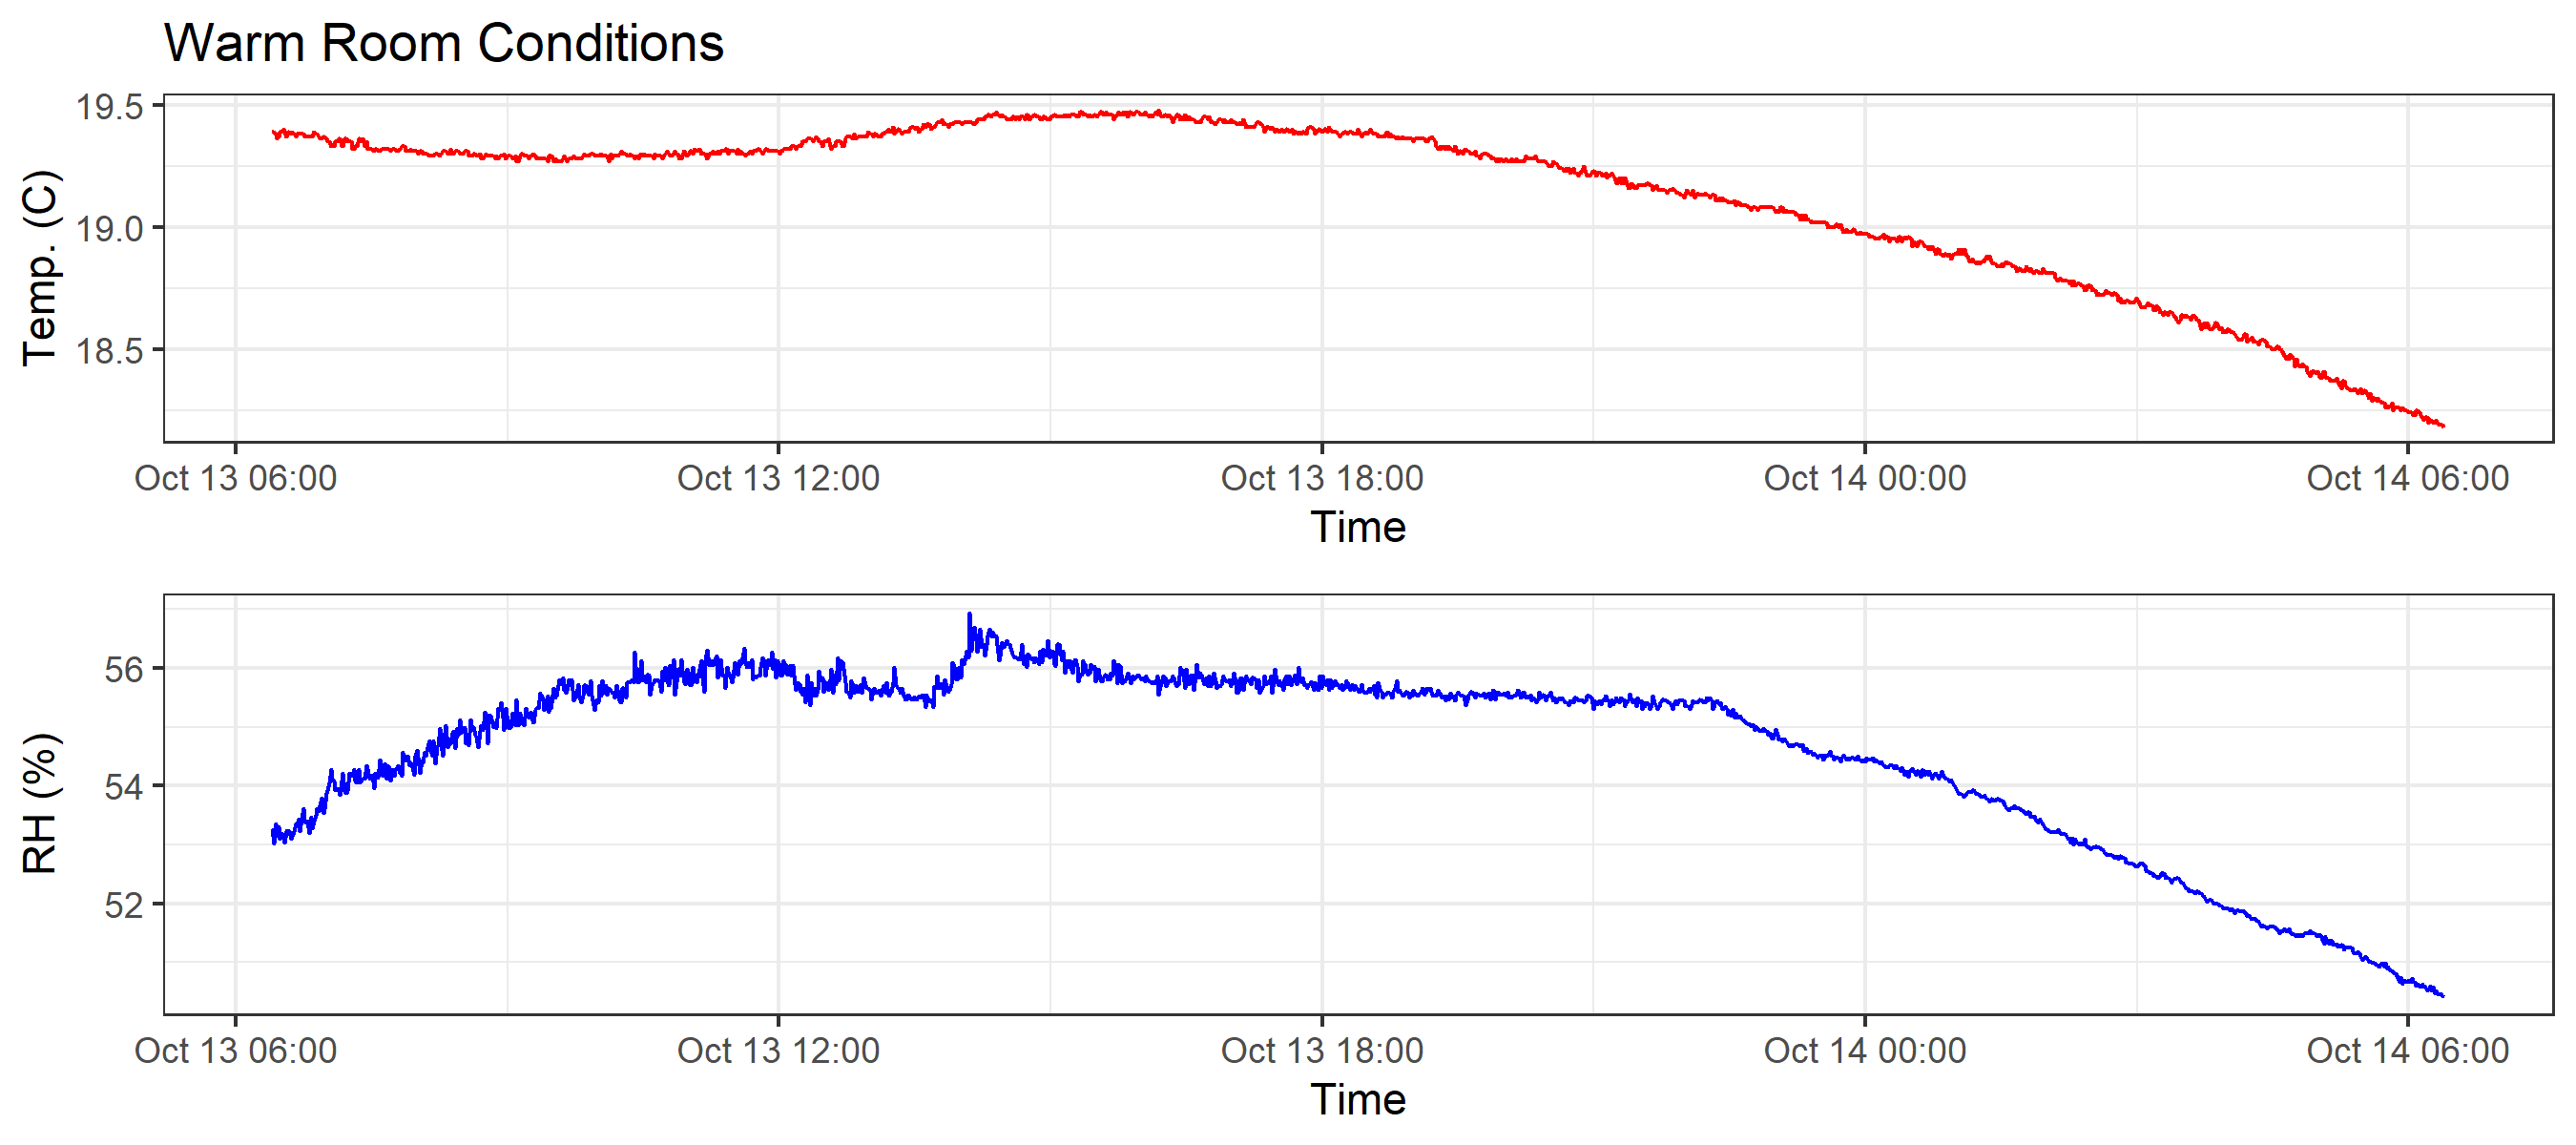 Warm Room Conditions
19.5
19.0
18.5
Temp. (C)
Oct 13 06:00 Oct 13 12:00 Oct 13 18:00 Oct 14 00:00 Oct 14 06:00
Time
56
54
52
RH (%)
Oct 13 06:00 Oct 13 12:00 Oct 13 18:00 Oct 14 00:00 Oct 14 06:00
Time